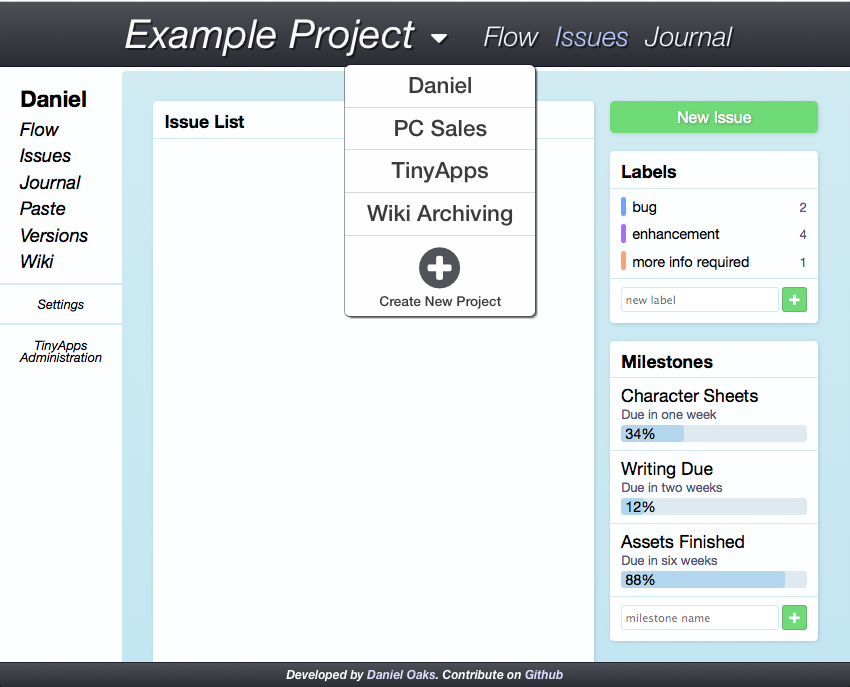 Example Project Flow Issues Journal
Daniel
Flow
Issues
Journal
Paste
Versions
Wiki
Settings
TinyApps
Administration
Daniel
PC Sales
TinyApps
Wiki Archiving
Create New Project
Issue List
New Issue
Labels
bug 2
enhancement 4
more info required 1
new label
Milestones
Character Sheets
Due in one week
34%
Writing Due
Due in two weeks
12%
Assets Finished
Due in six weeks
88%
milestone name
Developed by Daniel Oaks. Contribute on Github